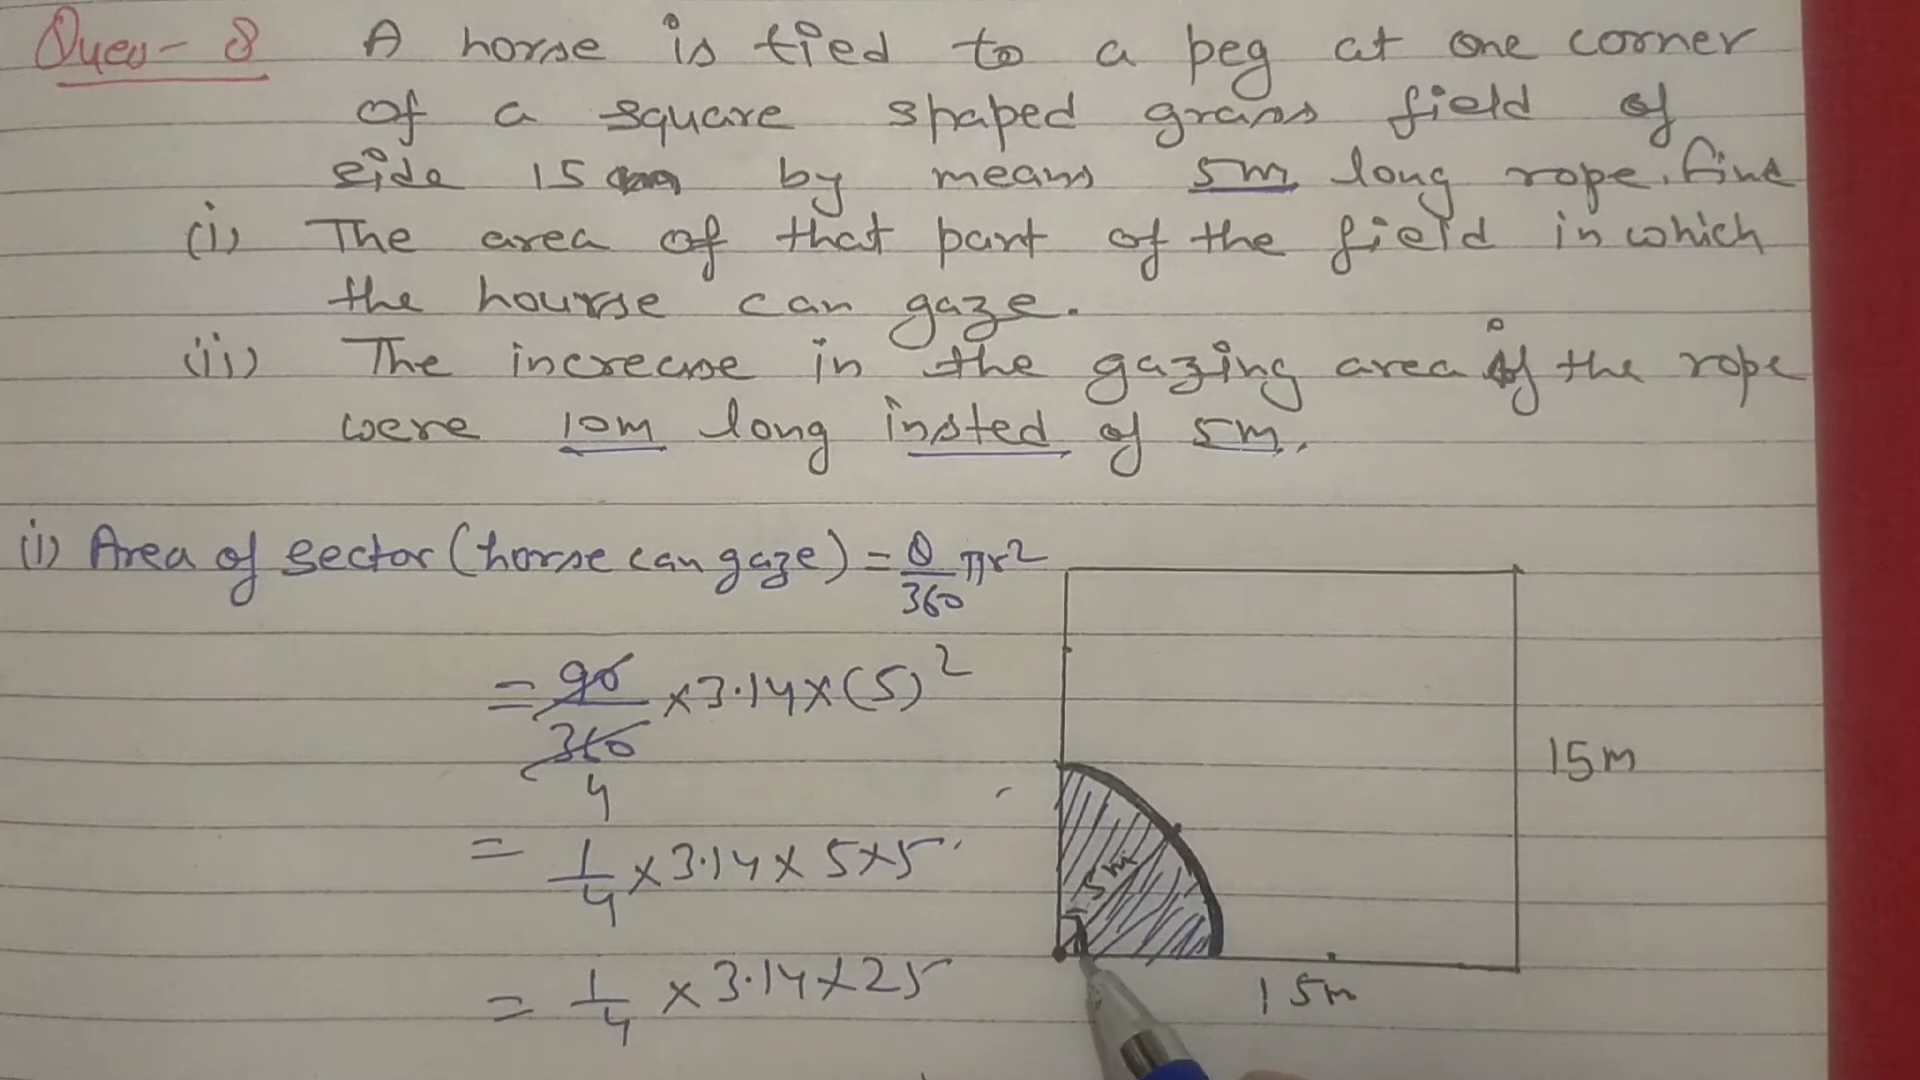 Ques - 8 A horse is tied to a peg at one corner
of a square shaped grass field of
side 15 by means 5m long rope. find
(i) The area of that part of the field in which
the hourse can gaze.
(ii) The increase in the gazing area if the rope
were 10m long insted of 5m.
(i) Area of sector (horse can gaze) = θ/360 πr²
= 90/360 × 3.14 × (5)²
4
= 1/4 × 3.14 × 5 × 5
= 1/4 × 3.14 × 25
15m
5m
15m